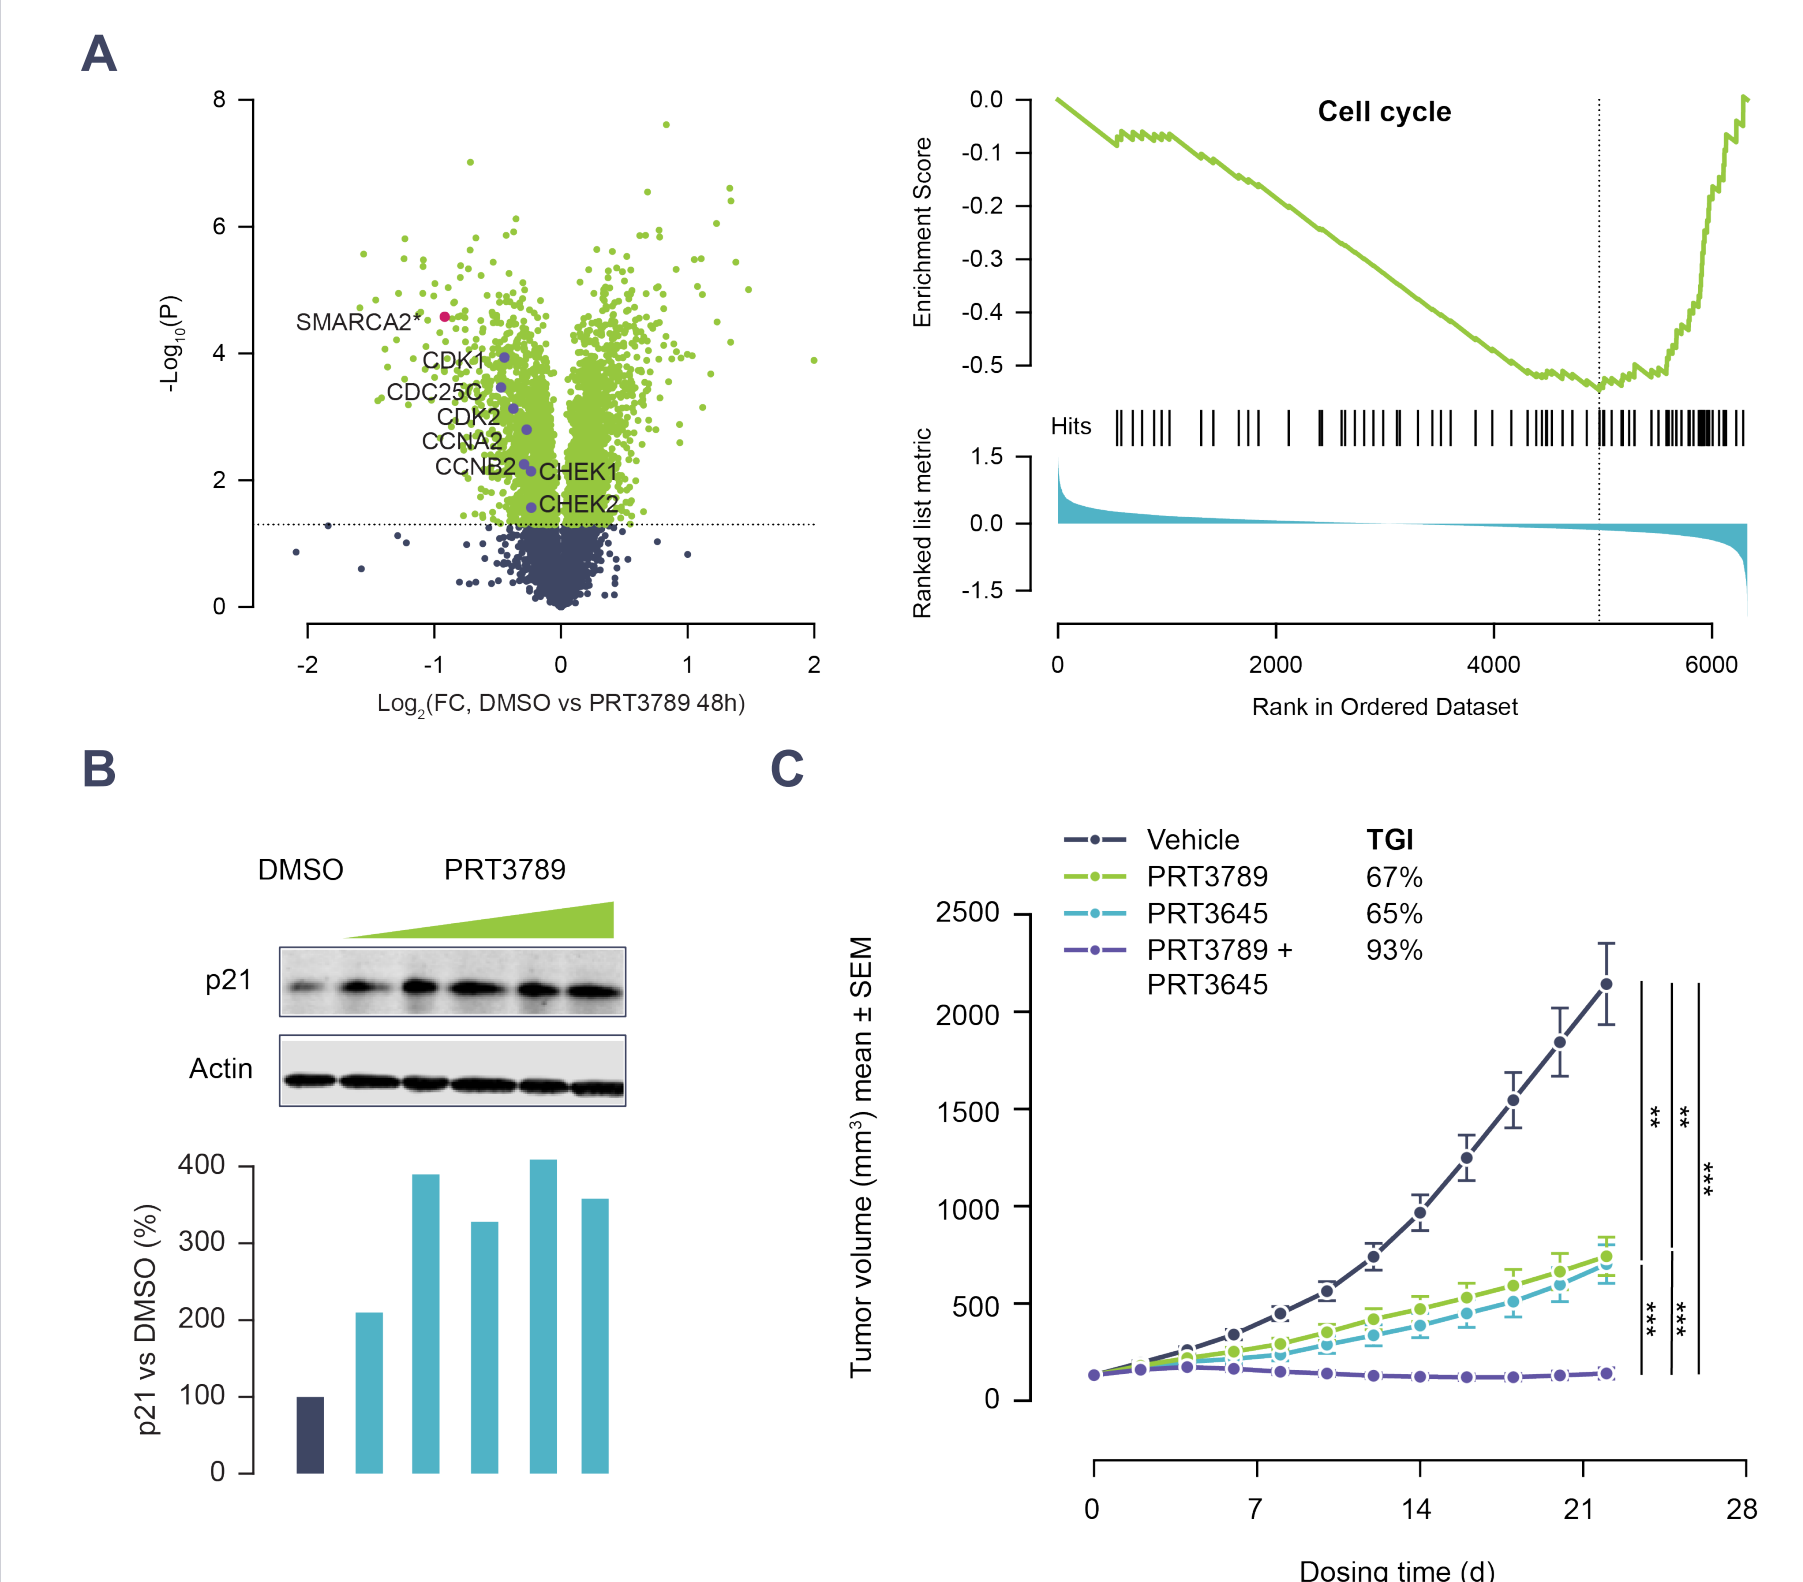 A
8
6
4
2
0
-Log10(P)
SMARCA2*
CDK1
CDC25C
CDK2
CCNA2
CCNB2
CHEK1
CHEK2
-2 -1 0 1 2
Log2(FC, DMSO vs PRT3789 48h)
Cell cycle
0.0
-0.1
-0.2
-0.3
-0.4
-0.5
Enrichment Score
Hits
1.5
0.0
-1.5
Ranked list metric
0 2000 4000 6000
Rank in Ordered Dataset
B
DMSO PRT3789
p21
Actin
400
300
200
100
0
p21 vs DMSO (%)
C
Vehicle TGI
PRT3789 67%
PRT3645 65%
PRT3789 + 93%
PRT3645
2500
2000
1500
1000
500
0
Tumor volume (mm3) mean ± SEM
**
**
***
***
***
0 7 14 21 28
Dosing time (d)